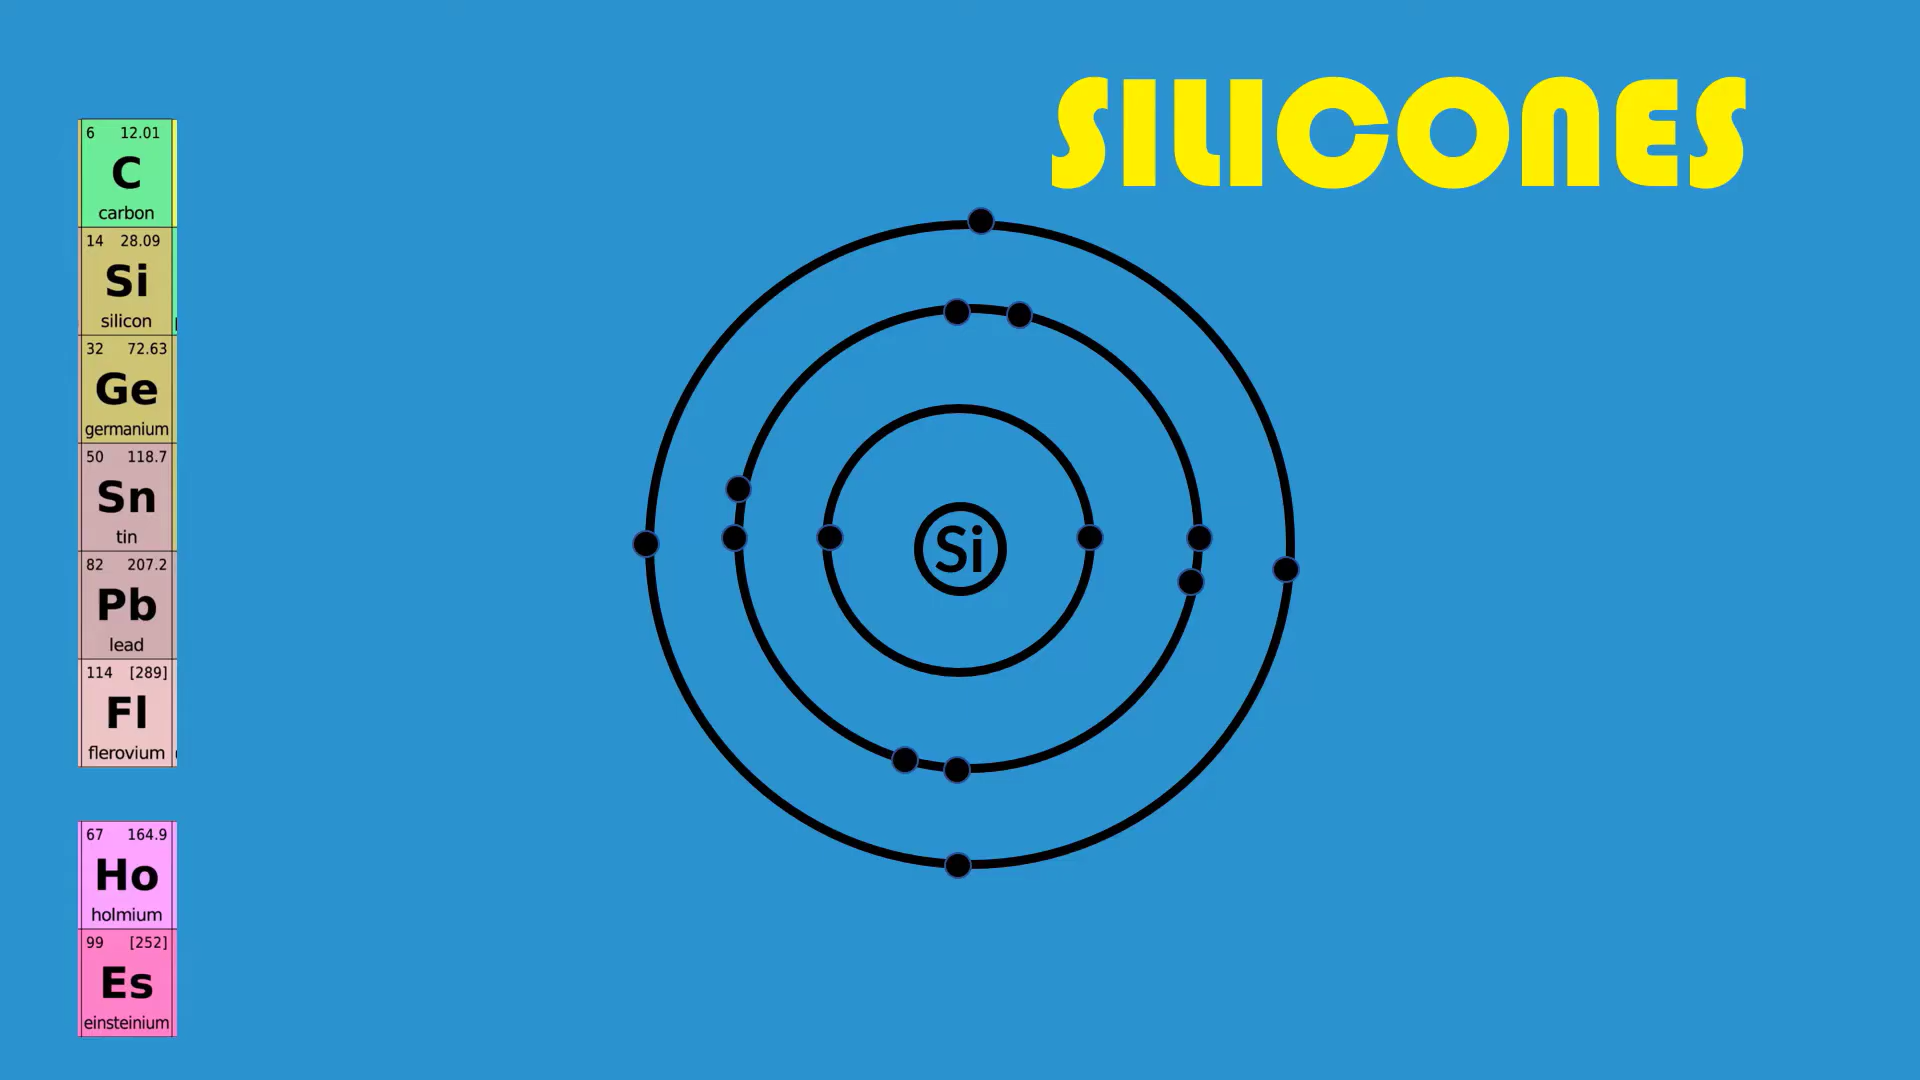 SILICONES
6 12.01
C
carbon
14 28.09
Si
silicon
32 72.63
Ge
germanium
50 118.7
Sn
tin
82 207.2
Pb
lead
114 [289]
Fl
flerovium
67 164.9
Ho
holmium
99 [252]
Es
einsteinium
Si